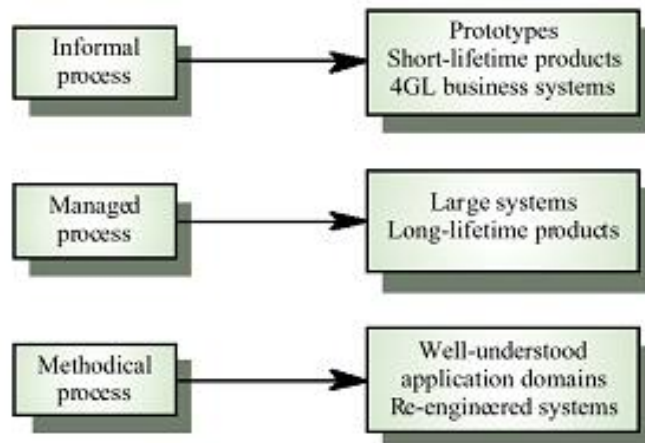 Informal
process
Prototypes
Short-lifetime products
4GL business systems
Managed
process
Large systems
Long-lifetime products
Methodical
process
Well-understood
application domains
Re-engineered systems